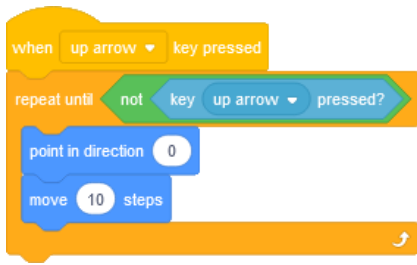 when up arrow key pressed
repeat until not key up arrow pressed?
point in direction 0
move 10 steps